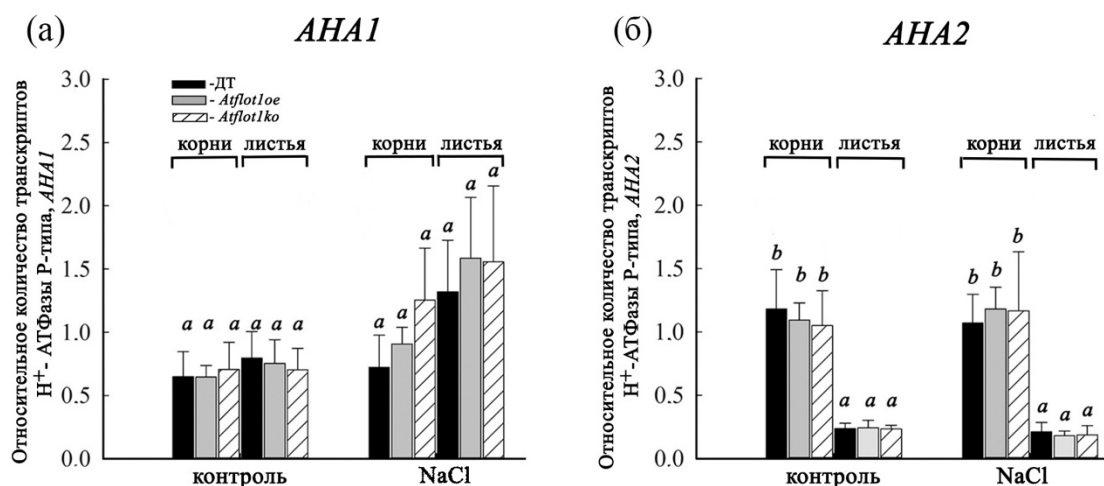 (а)
AHA1
Относительное количество транскриптов
H+- АТФазы P-типа, AHA1
3.0
2.5
2.0
1.5
1.0
0.5
0.0
-ДТ
- Atflot1oe
- Atflot1ko
корни листья
корни листья
a a a a a a
a a a a a a
контроль
NaCl
(б)
AHA2
Относительное количество транскриптов
H+-АТФазы P-типа, AHA2
3.0
2.5
2.0
1.5
1.0
0.5
0.0
корни листья
корни листья
b b b a a a
b b b a a a
контроль
NaCl